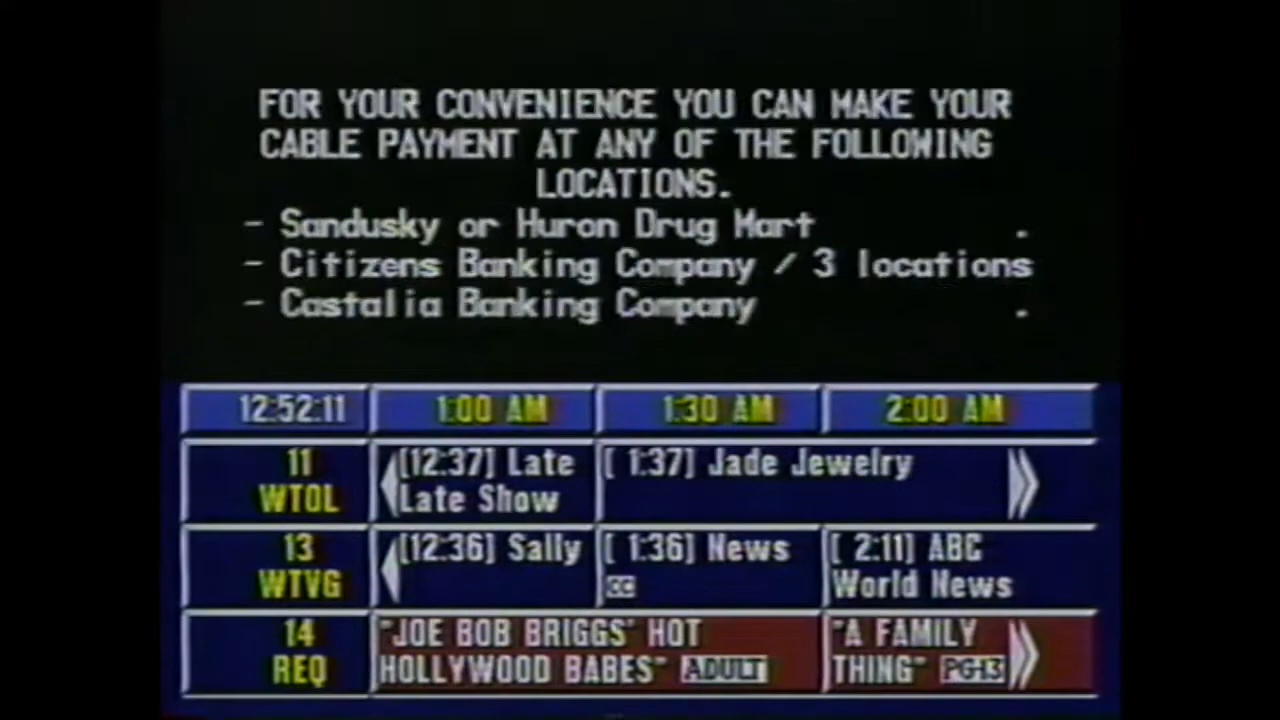 FOR YOUR CONVENIENCE YOU CAN MAKE YOUR
CABLE PAYMENT AT ANY OF THE FOLLOWING
LOCATIONS.
- Sandusky or Huron Drug Mart .
- Citizens Banking Company / 3 locations
- Castalia Banking Company .
12:52:11 1:00 AM 1:30 AM 2:00 AM
11
WTOL
[12:37] Late
Late Show
[ 1:37] Jade Jewelry
13
WTVG
[12:36] Sally
[ 1:36] News
CC
[ 2:11] ABC
World News
14
REQ
"JOE BOB BRIGGS' HOT
HOLLYWOOD BABES" ADULT
"A FAMILY
THING" PG-13